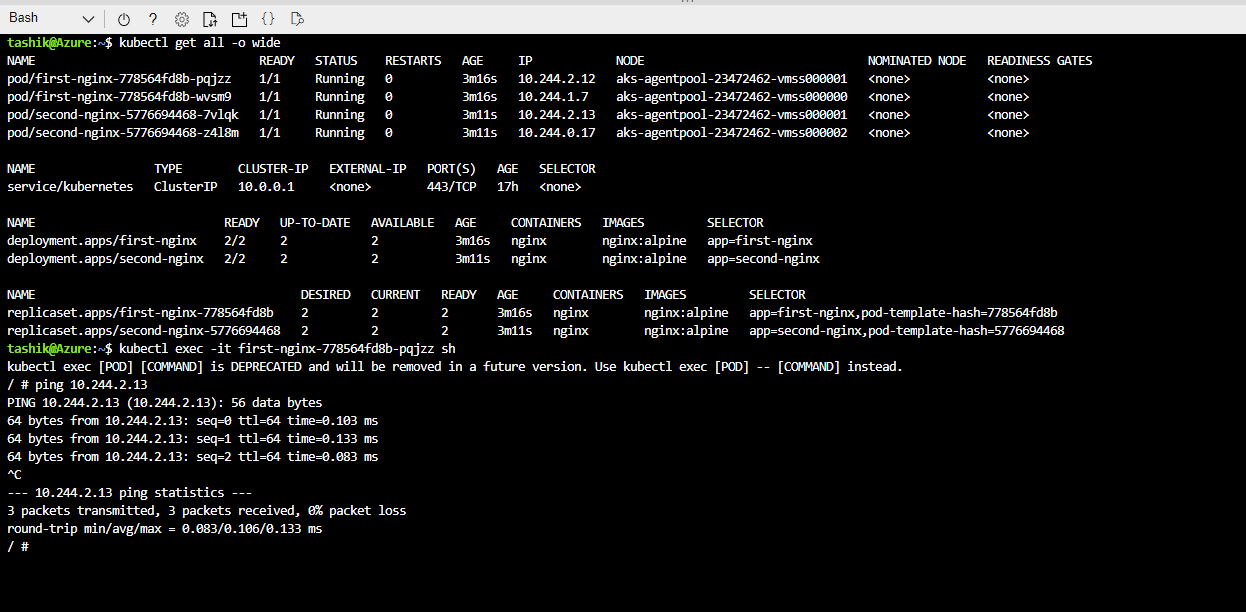 Bash
tashik@Azure:~$ kubectl get all -o wide
NAME READY STATUS RESTARTS AGE IP NODE NOMINATED NODE READINESS GATES
pod/first-nginx-778564fd8b-pqjzz 1/1 Running 0 3m16s 10.244.2.12 aks-agentpool-23472462-vmss000001 <none> <none>
pod/first-nginx-778564fd8b-wvsm9 1/1 Running 0 3m16s 10.244.1.7 aks-agentpool-23472462-vmss000000 <none> <none>
pod/second-nginx-5776694468-7vlqk 1/1 Running 0 3m11s 10.244.2.13 aks-agentpool-23472462-vmss000001 <none> <none>
pod/second-nginx-5776694468-z4l8m 1/1 Running 0 3m11s 10.244.0.17 aks-agentpool-23472462-vmss000002 <none> <none>
NAME TYPE CLUSTER-IP EXTERNAL-IP PORT(S) AGE SELECTOR
service/kubernetes ClusterIP 10.0.0.1 <none> 443/TCP 17h <none>
NAME READY UP-TO-DATE AVAILABLE AGE CONTAINERS IMAGES SELECTOR
deployment.apps/first-nginx 2/2 2 2 3m16s nginx nginx:alpine app=first-nginx
deployment.apps/second-nginx 2/2 2 2 3m11s nginx nginx:alpine app=second-nginx
NAME DESIRED CURRENT READY AGE CONTAINERS IMAGES SELECTOR
replicaset.apps/first-nginx-778564fd8b 2 2 2 3m16s nginx nginx:alpine app=first-nginx,pod-template-hash=778564fd8b
replicaset.apps/second-nginx-5776694468 2 2 2 3m11s nginx nginx:alpine app=second-nginx,pod-template-hash=5776694468
tashik@Azure:~$ kubectl exec -it first-nginx-778564fd8b-pqjzz sh
kubectl exec [POD] [COMMAND] is DEPRECATED and will be removed in a future version. Use kubectl exec [POD] -- [COMMAND] instead.
/ # ping 10.244.2.13
PING 10.244.2.13 (10.244.2.13): 56 data bytes
64 bytes from 10.244.2.13: seq=0 ttl=64 time=0.103 ms
64 bytes from 10.244.2.13: seq=1 ttl=64 time=0.133 ms
64 bytes from 10.244.2.13: seq=2 ttl=64 time=0.083 ms
^C
--- 10.244.2.13 ping statistics ---
3 packets transmitted, 3 packets received, 0% packet loss
round-trip min/avg/max = 0.083/0.106/0.133 ms
/ #